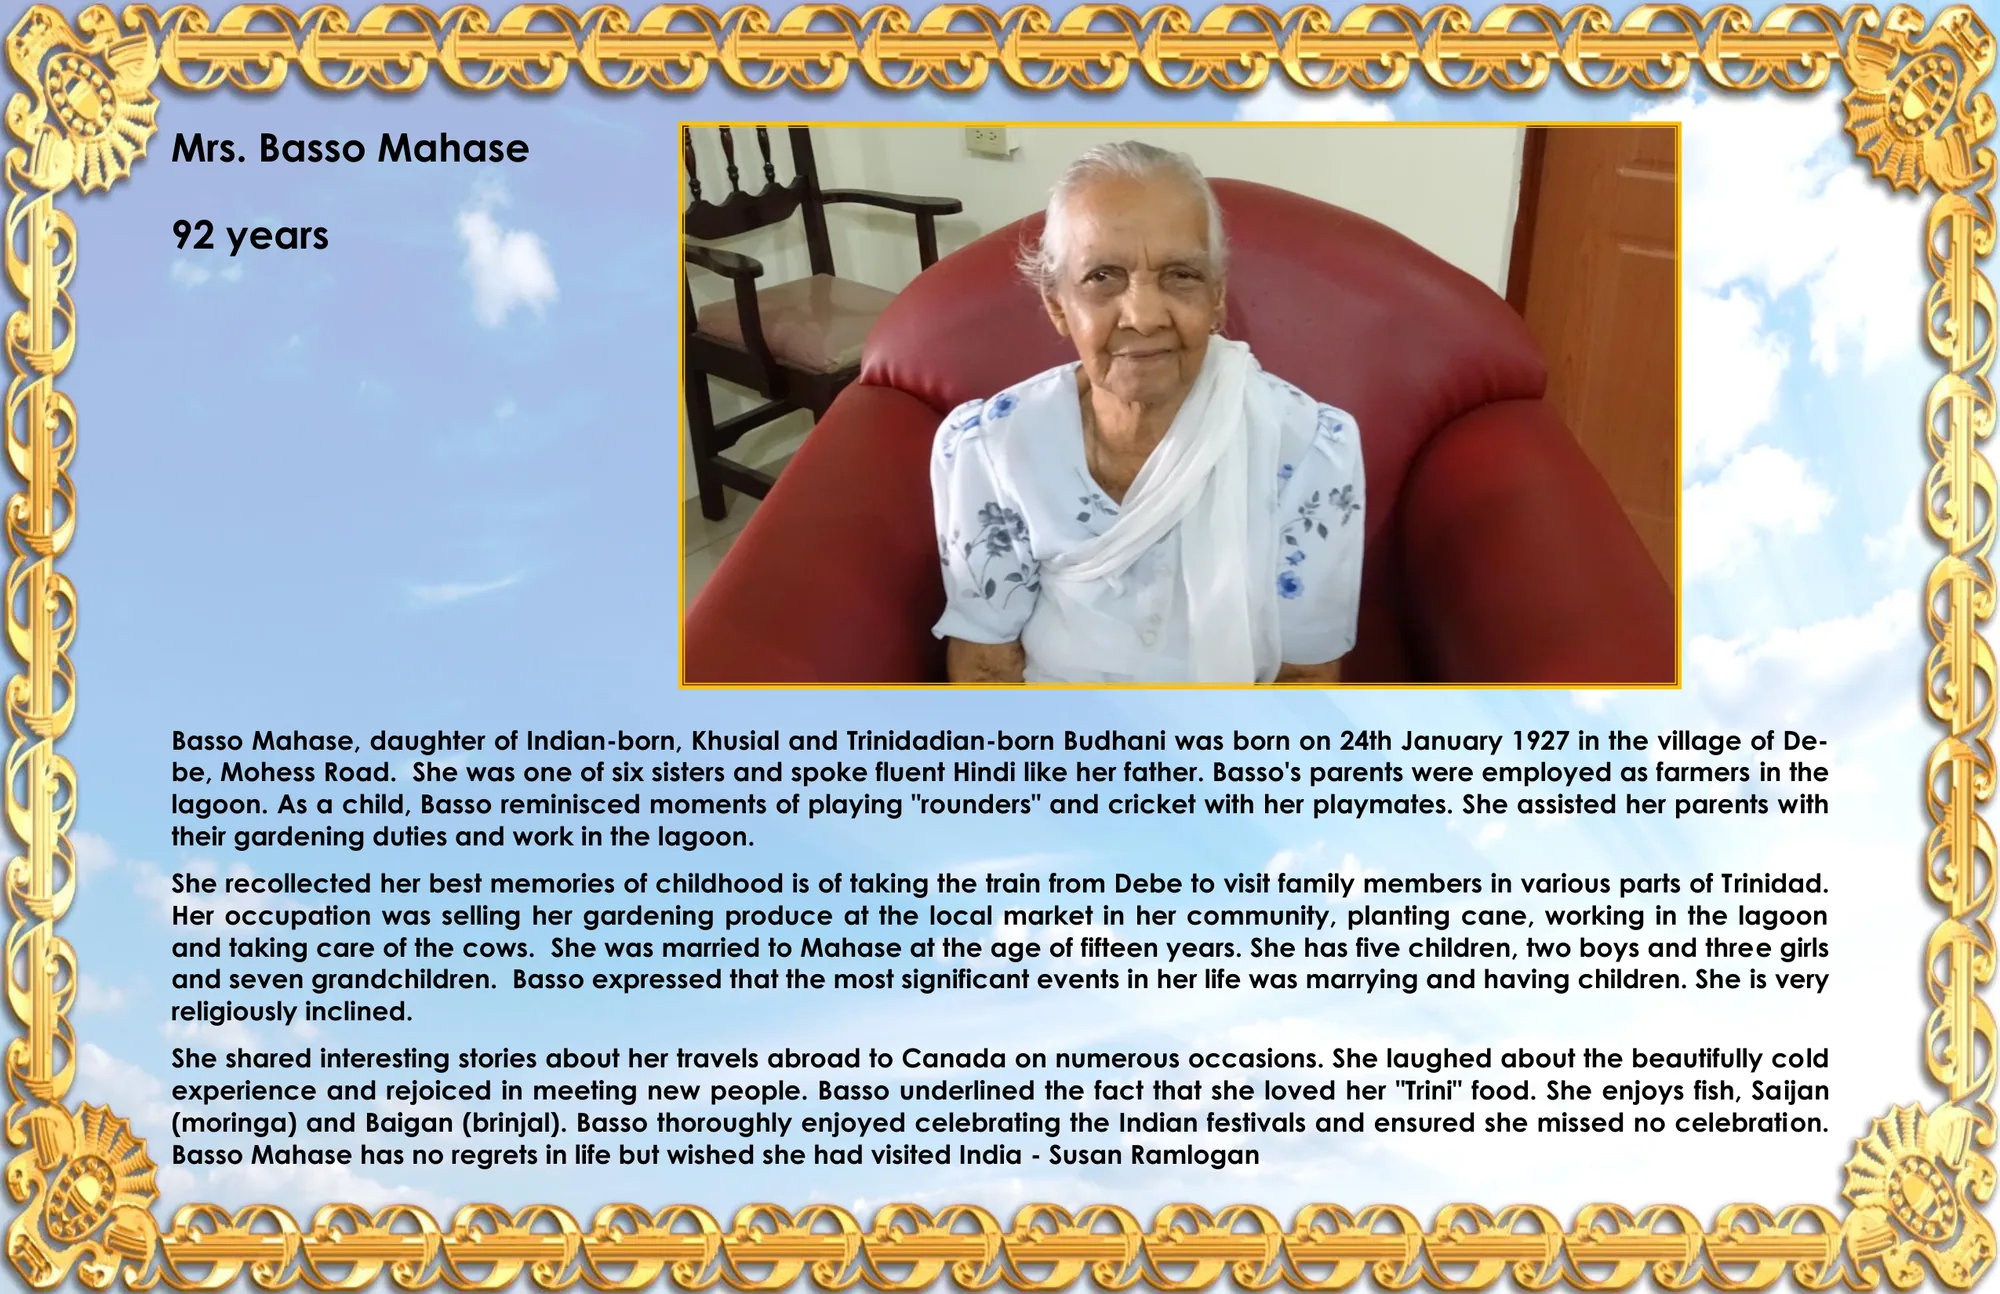 Mrs. Basso Mahase
92 years
Basso Mahase, daughter of Indian-born, Khusial and Trinidadian-born Budhani was born on 24th January 1927 in the village of De-
be, Mohess Road.  She was one of six sisters and spoke fluent Hindi like her father. Basso's parents were employed as farmers in the
lagoon. As a child, Basso reminisced moments of playing "rounders" and cricket with her playmates. She assisted her parents with
their gardening duties and work in the lagoon.
She recollected her best memories of childhood is of taking the train from Debe to visit family members in various parts of Trinidad.
Her occupation was selling her gardening produce at the local market in her community, planting cane, working in the lagoon
and taking care of the cows.  She was married to Mahase at the age of fifteen years. She has five children, two boys and three girls
and seven grandchildren.  Basso expressed that the most significant events in her life was marrying and having children. She is very
religiously inclined.
She shared interesting stories about her travels abroad to Canada on numerous occasions. She laughed about the beautifully cold
experience and rejoiced in meeting new people. Basso underlined the fact that she loved her "Trini" food. She enjoys fish, Saijan
(moringa) and Baigan (brinjal). Basso thoroughly enjoyed celebrating the Indian festivals and ensured she missed no celebration.
Basso Mahase has no regrets in life but wished she had visited India - Susan Ramlogan